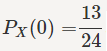 P_X(0) = 13/24